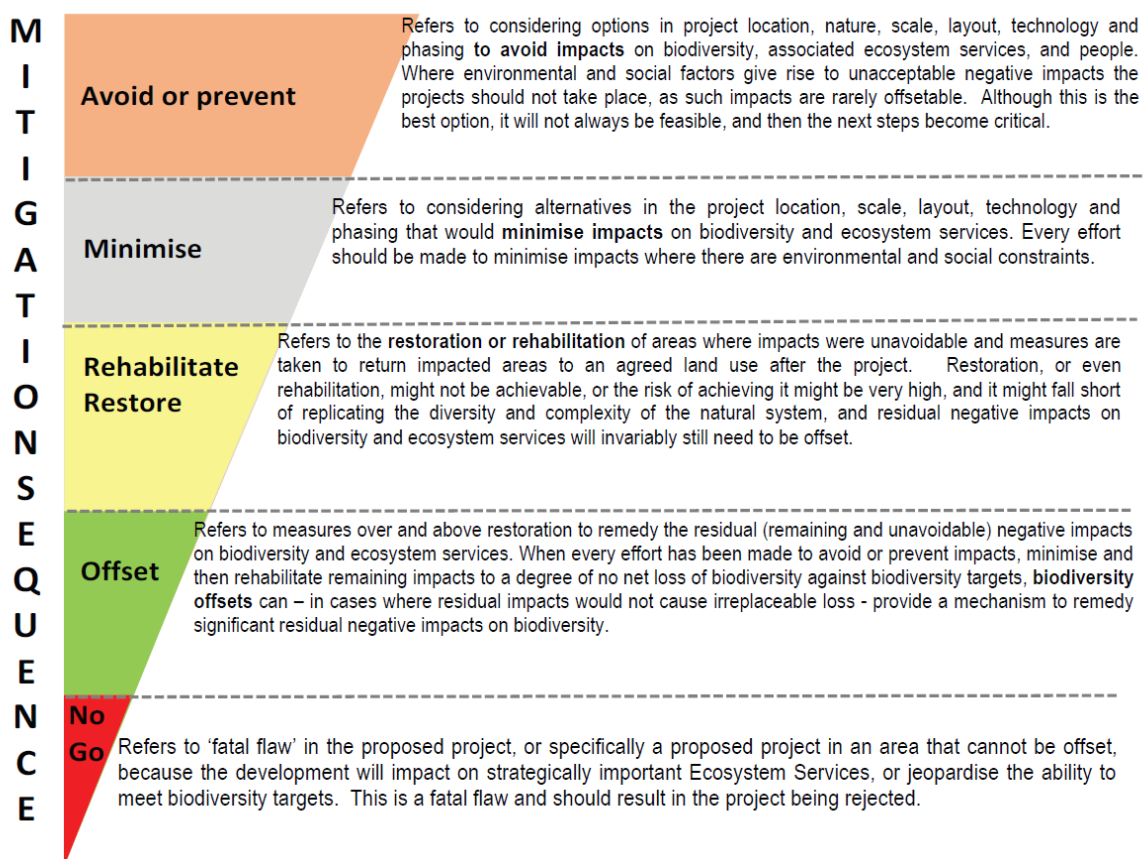 MITIGATION SEQUENCE
Avoid or prevent
Refers to considering options in project location, nature, scale, layout, technology and
phasing to avoid impacts on biodiversity, associated ecosystem services, and people.
Where environmental and social factors give rise to unacceptable negative impacts the
projects should not take place, as such impacts are rarely offsetable. Although this is the
best option, it will not always be feasible, and then the next steps become critical.
Minimise
Refers to considering alternatives in the project location, scale, layout, technology and
phasing that would minimise impacts on biodiversity and ecosystem services. Every effort
should be made to minimise impacts where there are environmental and social constraints.
Rehabilitate
Restore
Refers to the restoration or rehabilitation of areas where impacts were unavoidable and measures are
taken to return impacted areas to an agreed land use after the project. Restoration, or even
rehabilitation, might not be achievable, or the risk of achieving it might be very high, and it might fall short
of replicating the diversity and complexity of the natural system, and residual negative impacts on
biodiversity and ecosystem services will invariably still need to be offset.
Offset
Refers to measures over and above restoration to remedy the residual (remaining and unavoidable) negative impacts
on biodiversity and ecosystem services. When every effort has been made to avoid or prevent impacts, minimise and
then rehabilitate remaining impacts to a degree of no net loss of biodiversity against biodiversity targets, biodiversity
offsets can – in cases where residual impacts would not cause irreplaceable loss - provide a mechanism to remedy
significant residual negative impacts on biodiversity.
No
Go
Refers to ‘fatal flaw’ in the proposed project, or specifically a proposed project in an area that cannot be offset,
because the development will impact on strategically important Ecosystem Services, or jeopardise the ability to
meet biodiversity targets. This is a fatal flaw and should result in the project being rejected.